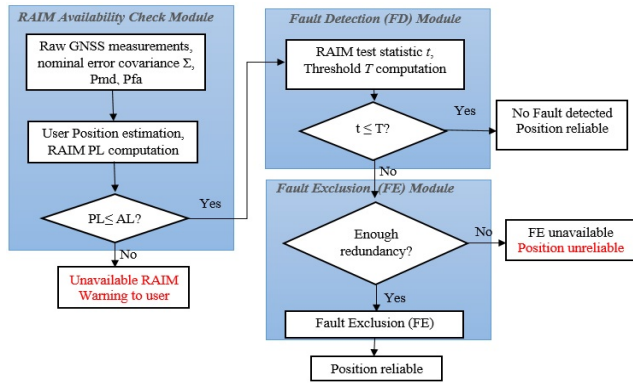 RAIM Availability Check Module
Raw GNSS measurements,
nominal error covariance Σ,
Pmd, Pfa
User Position estimation,
RAIM PL computation
PL≤ AL?
Yes
No
Unavailable RAIM
Warning to user
Fault Detection (FD) Module
RAIM test statistic t,
Threshold T computation
t ≤ T?
Yes
No Fault detected
Position reliable
No
Fault Exclusion (FE) Module
Enough
redundancy?
No
FE unavailable
Position unreliable
Yes
Fault Exclusion (FE)
Position reliable